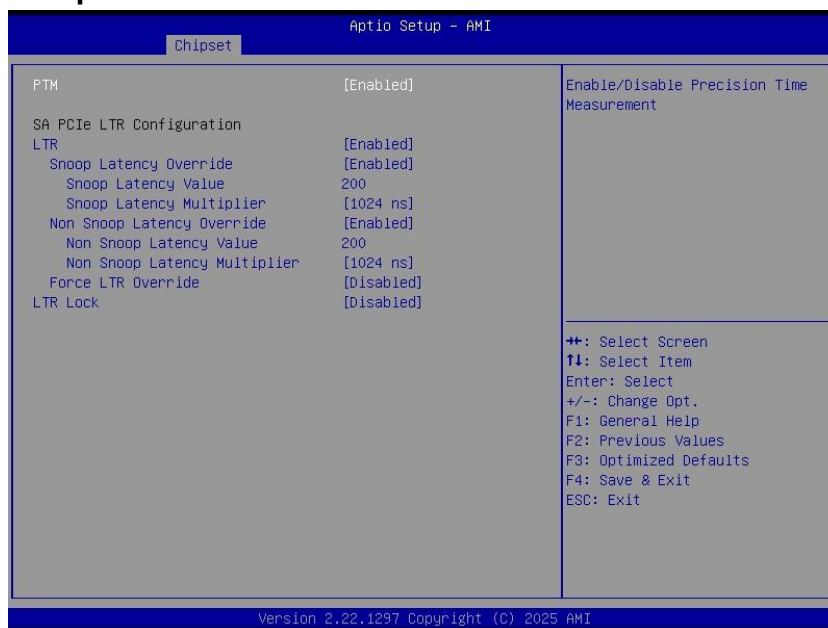 Aptio Setup - AMI
Chipset
PTM [Enabled]
SA PCIe LTR Configuration
LTR [Enabled]
Snoop Latency Override [Enabled]
Snoop Latency Value 200
Snoop Latency Multiplier [1024 ns]
Non Snoop Latency Override [Enabled]
Non Snoop Latency Value 200
Non Snoop Latency Multiplier [1024 ns]
Force LTR Override [Disabled]
LTR Lock [Disabled]
Enable/Disable Precision Time
Measurement
→←: Select Screen
↑↓: Select Item
Enter: Select
+/-: Change Opt.
F1: General Help
F2: Previous Values
F3: Optimized Defaults
F4: Save & Exit
ESC: Exit
Version 2.22.1297 Copyright (C) 2025 AMI